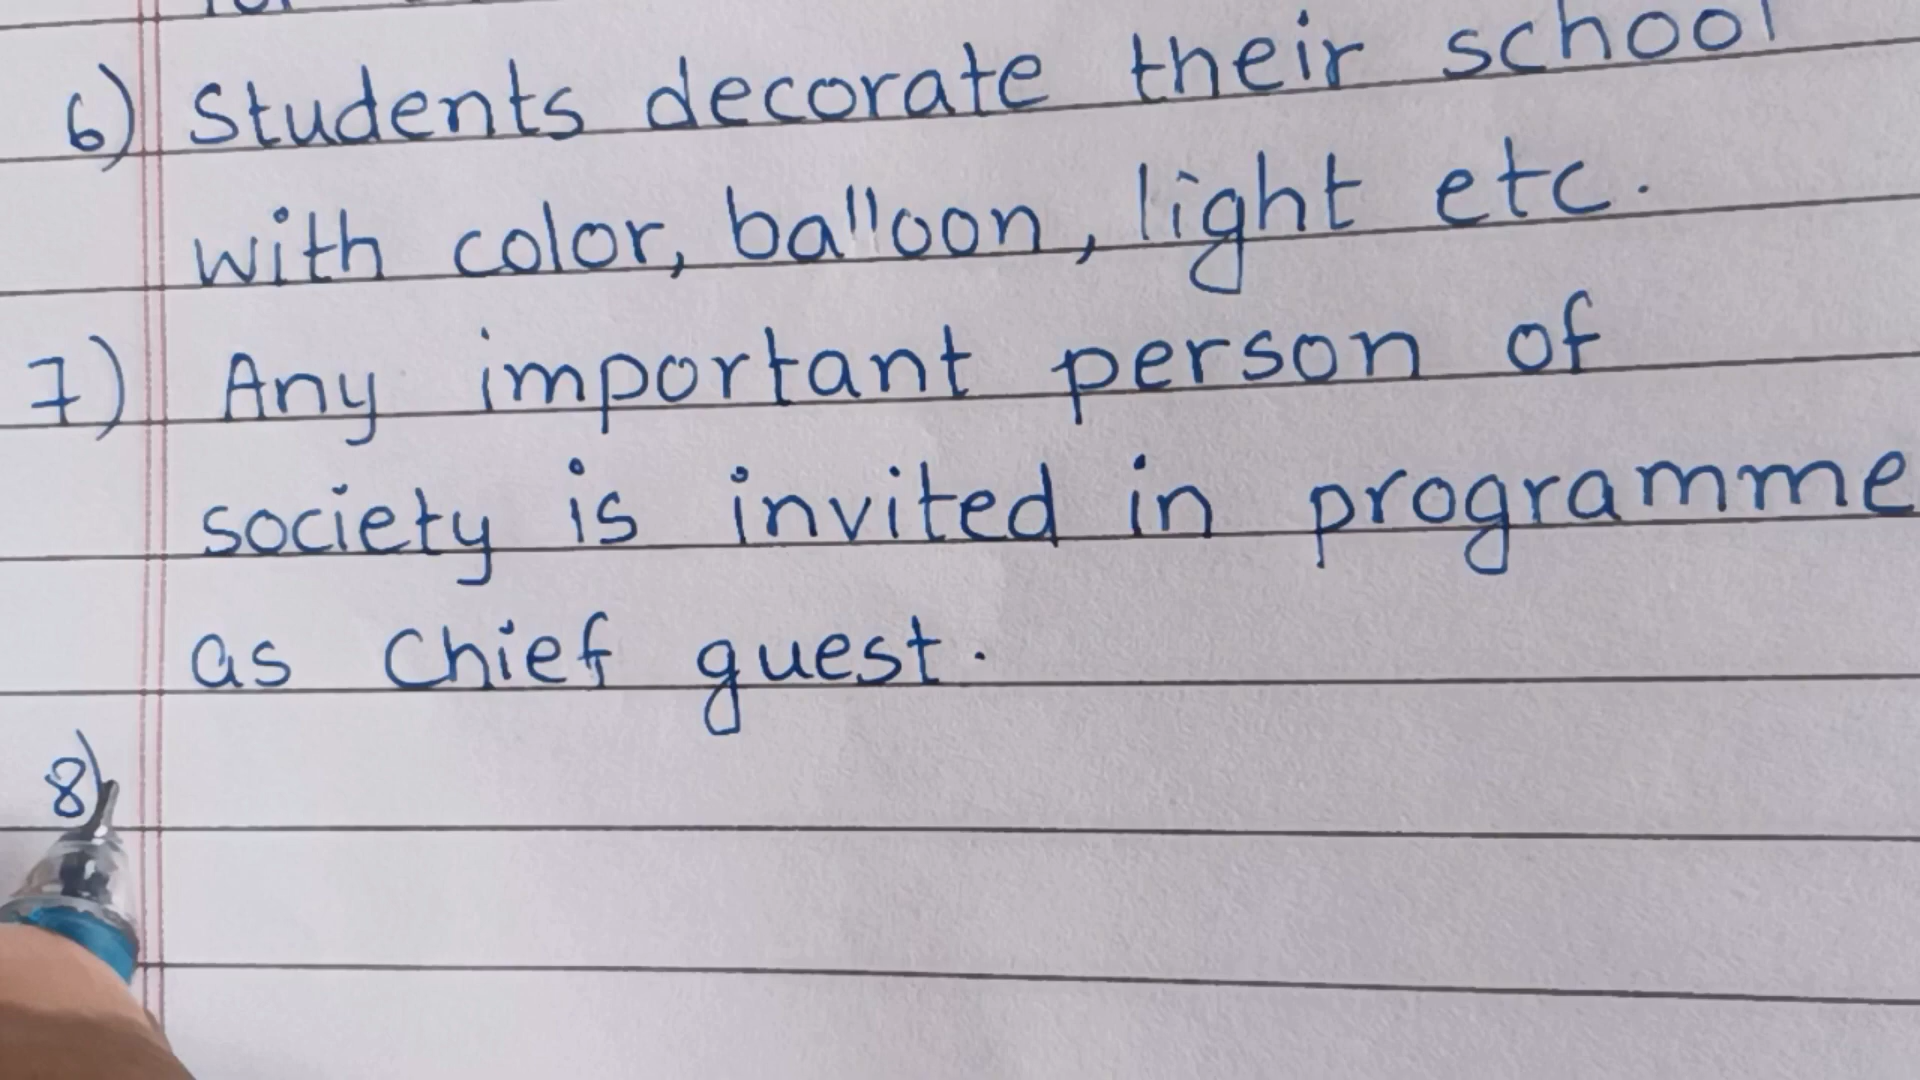 6) Students decorate their school
with color, balloon, light etc.
7) Any important person of
society is invited in programme
as Chief guest.
8)